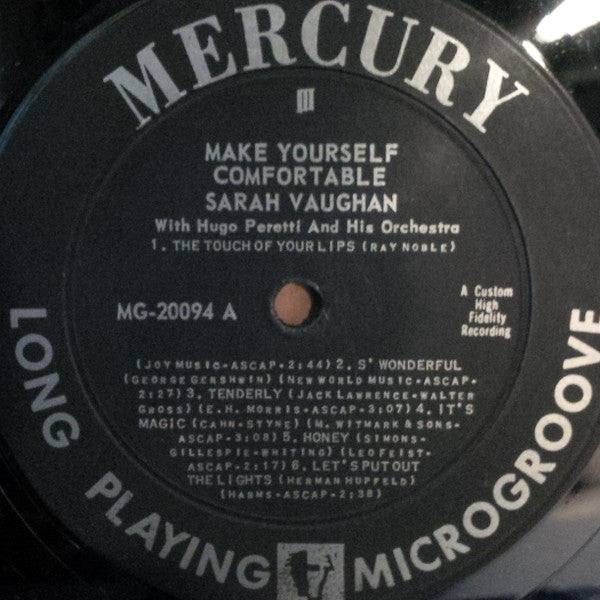 MERCURY
MAKE YOURSELF
COMFORTABLE
SARAH VAUGHAN
With Hugo Peretti And His Orchestra
1. THE TOUCH OF YOUR LIPS (RAY NOBLE)
MG-20094 A
A Custom
High
Fidelity
Recording
(JOY MUSIC-ASCAP-2:44) 2. S' WONDERFUL
(GEORGE GERSHWIN) (NEW WORLD MUSIC-ASCAP-
2:27) 3. TENDERLY (JACK LAWRENCE-WALTER
GROSS) (E. H. MORRIS-ASCAP-3:07) 4. IT'S
MAGIC (CAHN-STYNE) (M. WITMARK & SONS-
ASCAP-3:08) 5. HONEY (SIMONS-
GILLESPIE-WHITING) (LEO FEIST-
ASCAP-2:17) 6. LET'S PUT OUT
THE LIGHTS (HERMAN HUPFELD)
(HARMS-ASCAP-2:38)
LONG PLAYING MICROGROOVE